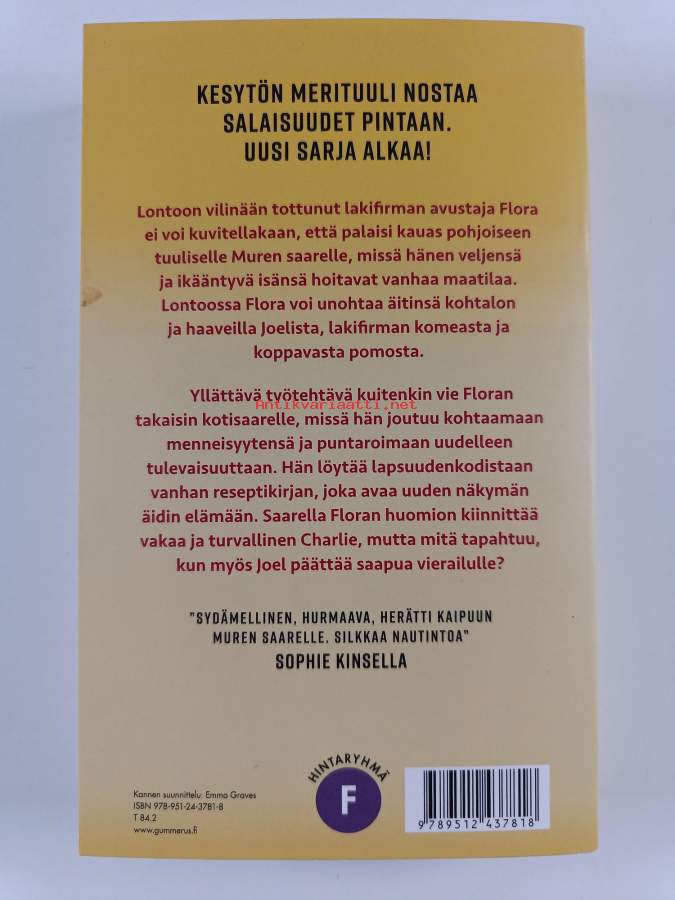 KESYTÖN MERITUULI NOSTAA
SALAISUUDET PINTAAN.
UUSI SARJA ALKAA!
Lontoon vilinään tottunut lakifirman avustaja Flora
ei voi kuvitellakaan, että palaisi kauas pohjoiseen
tuuliselle Muren saarelle, missä hänen veljensä
ja ikääntyvä isänsä hoitavat vanhaa maatilaa.
Lontoossa Flora voi unohtaa äitinsä kohtalon
ja haaveilla Joelista, lakifirman komeasta ja
koppavasta pomosta.
Yllättävä työtehtävä kuitenkin vie Floran
Antikvariaatti.net
takaisin kotisaarelle, missä hän joutuu kohtaamaan
menneisyytensä ja puntaroimaan uudelleen
tulevaisuuttaan. Hän löytää lapsuudenkodistaan
vanhan reseptikirjan, joka avaa uuden näkymän
äidin elämään. Saarella Floran huomion kiinnittää
vakaa ja turvallinen Charlie, mutta mitä tapahtuu,
kun myös Joel päättää saapua vierailulle?
"SYDÄMELLINEN, HURMAAVA, HERÄTTI KAIPUUN
MUREN SAARELLE. SILKKAA NAUTINTOA"
SOPHIE KINSELLA
Kannen suunnittelu: Emma Graves
ISBN 978-951-24-3781-8
T 84.2
www.gummerus.fi
HINTARYHMÄ
F
9 789512 437818